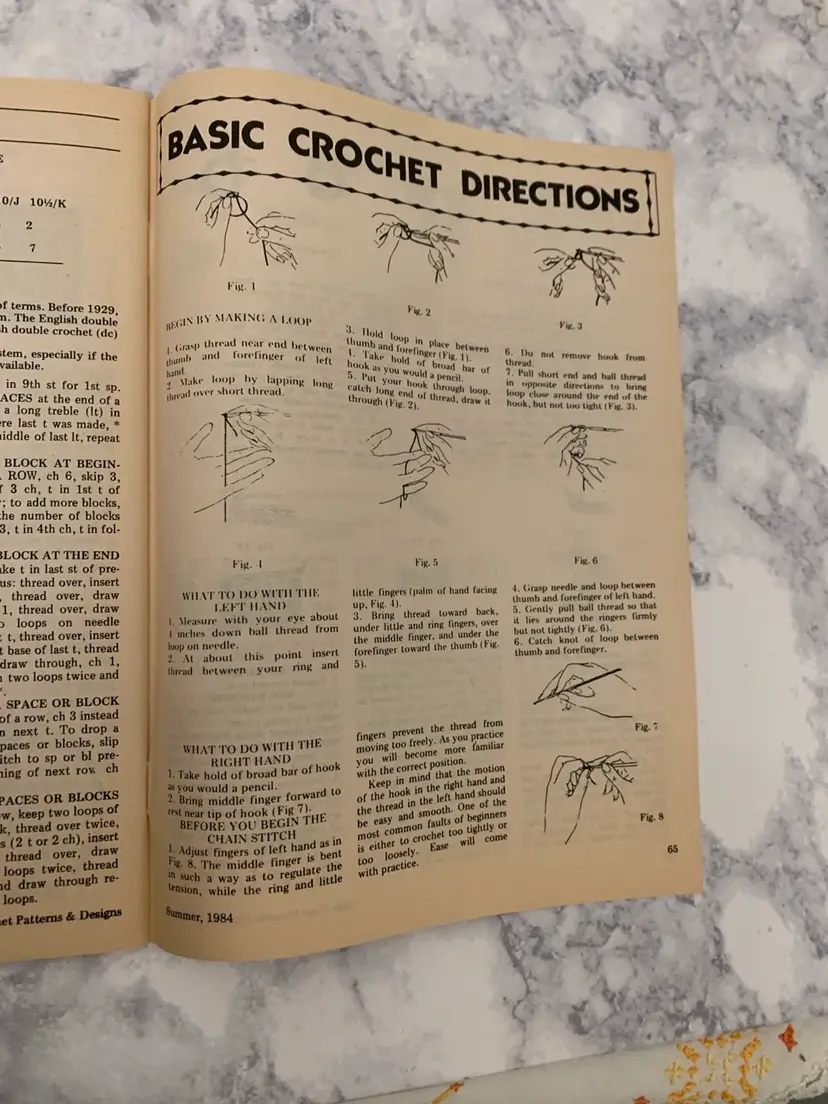 E
0/J 10½/K
2
7
of terms. Before 1929,
n. The English double
sh double crochet (dc)
stem, especially if the
vailable.
in 9th st for 1st sp.
ACES at the end of a
a long treble (lt) in
ere last t was made, *
niddle of last lt, repeat
BLOCK AT BEGIN-
ROW, ch 6, skip 3,
f 3 ch, t in 1st t of
; to add more blocks,
the number of blocks
3, t in 4th ch, t in fol-
BLOCK AT THE END
ake t in last st of pre-
us: thread over, insert
, thread over, draw
1, thread over, draw
o loops on needle
t t, thread over, insert
t base of last t, thread
draw through, ch 1,
two loops twice and
SPACE OR BLOCK
of a row, ch 3 instead
n next t. To drop a
paces or blocks, slip
itch to sp or bl pre-
ning of next row. ch
PACES OR BLOCKS
w, keep two loops of
k, thread over twice,
s (2 t or 2 ch), insert
thread over, draw
loops twice, thread
nd draw through re-
loops.
et Patterns & Designs
BASIC CROCHET DIRECTIONS
Fig. 1
Fig. 2
Fig. 3
BEGIN BY MAKING A LOOP
1. Grasp thread near end between
thumb and forefinger of left
hand.
2. Make loop by lapping long
thread over short thread.
3. Hold loop in place between
thumb and forefinger (Fig. 1).
4. Take hold of broad bar of
hook as you would a pencil.
5. Put your hook through loop,
catch long end of thread, draw it
through (Fig. 2).
6. Do not remove hook from
thread.
7. Pull short end and ball thread
in opposite directions to bring
loop close around the end of the
hook, but not too tight (Fig. 3).
Fig. 4
Fig. 5
Fig. 6
WHAT TO DO WITH THE
LEFT HAND
1. Measure with your eye about
4 inches down ball thread from
loop on needle.
2. At about this point insert
thread between your ring and
little fingers (palm of hand facing
up, Fig. 4).
3. Bring thread toward back,
under little and ring fingers, over
the middle finger, and under the
forefinger toward the thumb (Fig.
5).
4. Grasp needle and loop between
thumb and forefinger of left hand.
5. Gently pull ball thread so that
it lies around the ringers firmly
but not tightly (Fig. 6).
6. Catch knot of loop between
thumb and forefinger.
Fig. 7
WHAT TO DO WITH THE
RIGHT HAND
1. Take hold of broad bar of hook
as you would a pencil.
2. Bring middle finger forward to
rest near tip of hook (Fig 7).
BEFORE YOU BEGIN THE
CHAIN STITCH
1. Adjust fingers of left hand as in
Fig. 8. The middle finger is bent
in such a way as to regulate the
tension, while the ring and little
fingers prevent the thread from
moving too freely. As you practice
you will become more familiar
with the correct position.
Keep in mind that the motion
of the hook in the right hand and
the thread in the left hand should
be easy and smooth. One of the
most common faults of beginners
is either to crochet too tightly or
too loosely. Ease will come
with practice.
Fig. 8
65
Summer, 1984